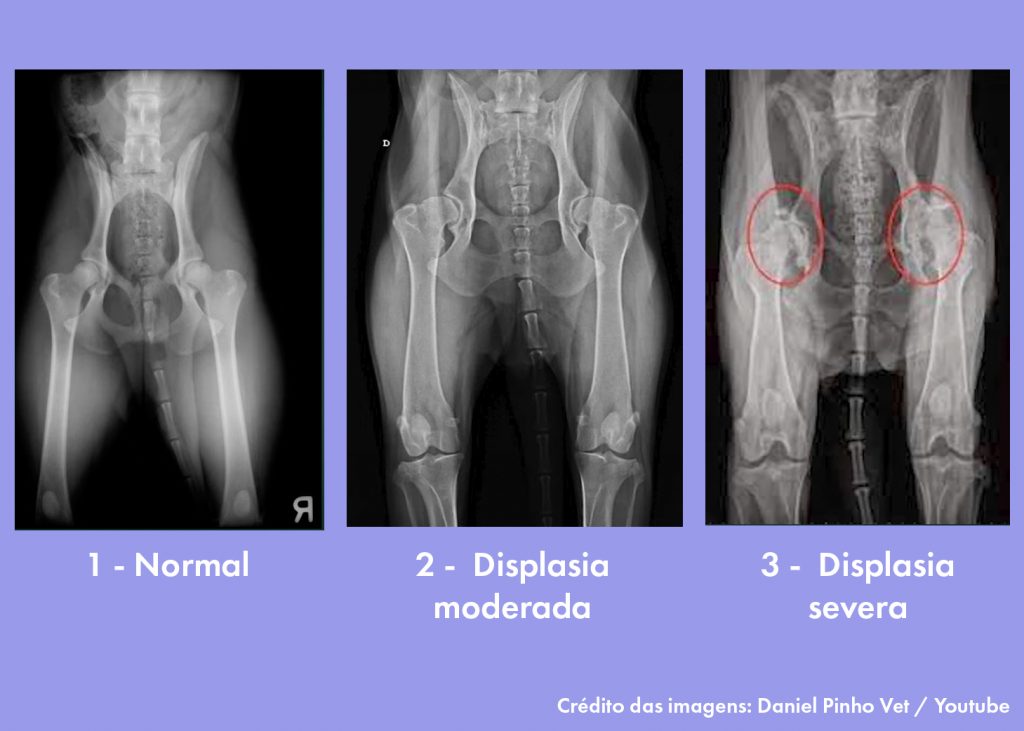 D
R
1 - Normal
2 - Displasia
moderada
3 - Displasia
severa
Crédito das imagens: Daniel Pinho Vet / Youtube